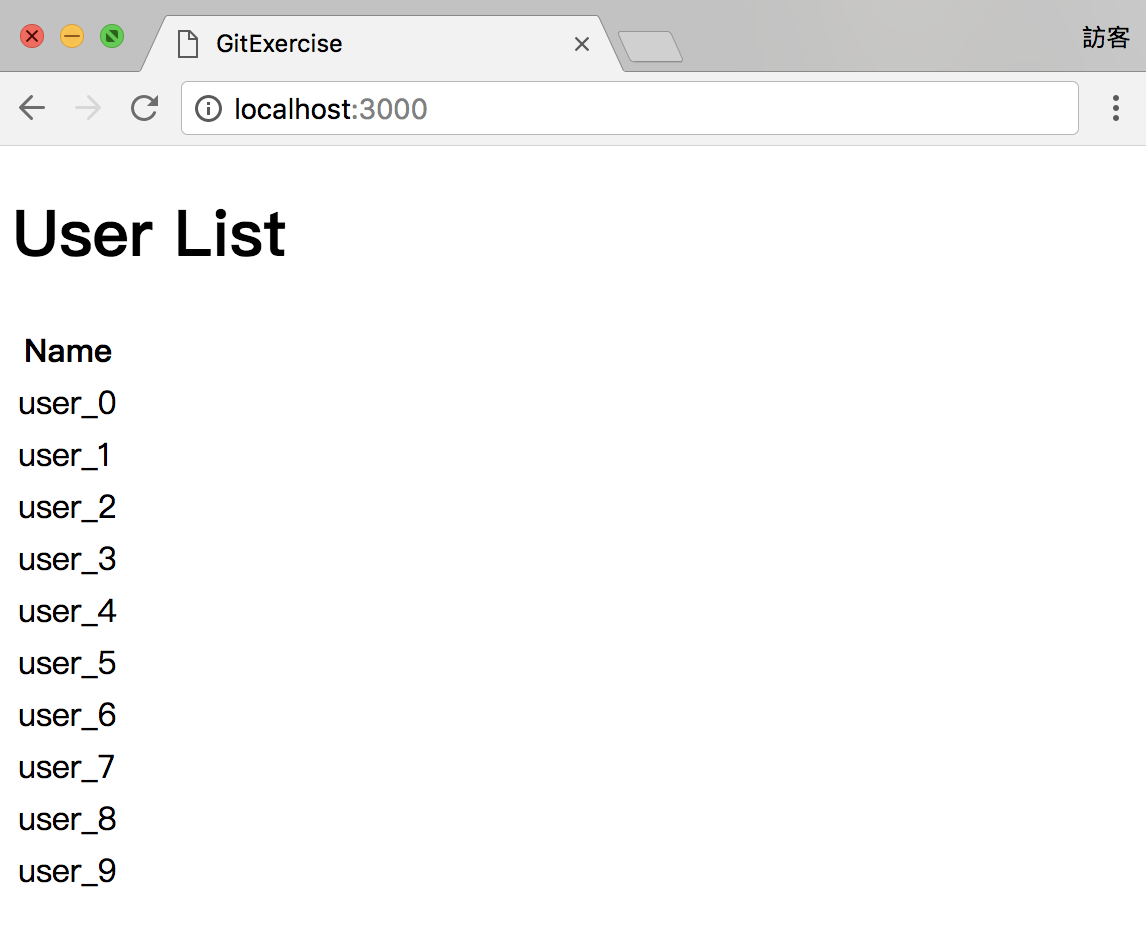 GitExercise
訪客
localhost:3000
User List
Name
user_0
user_1
user_2
user_3
user_4
user_5
user_6
user_7
user_8
user_9